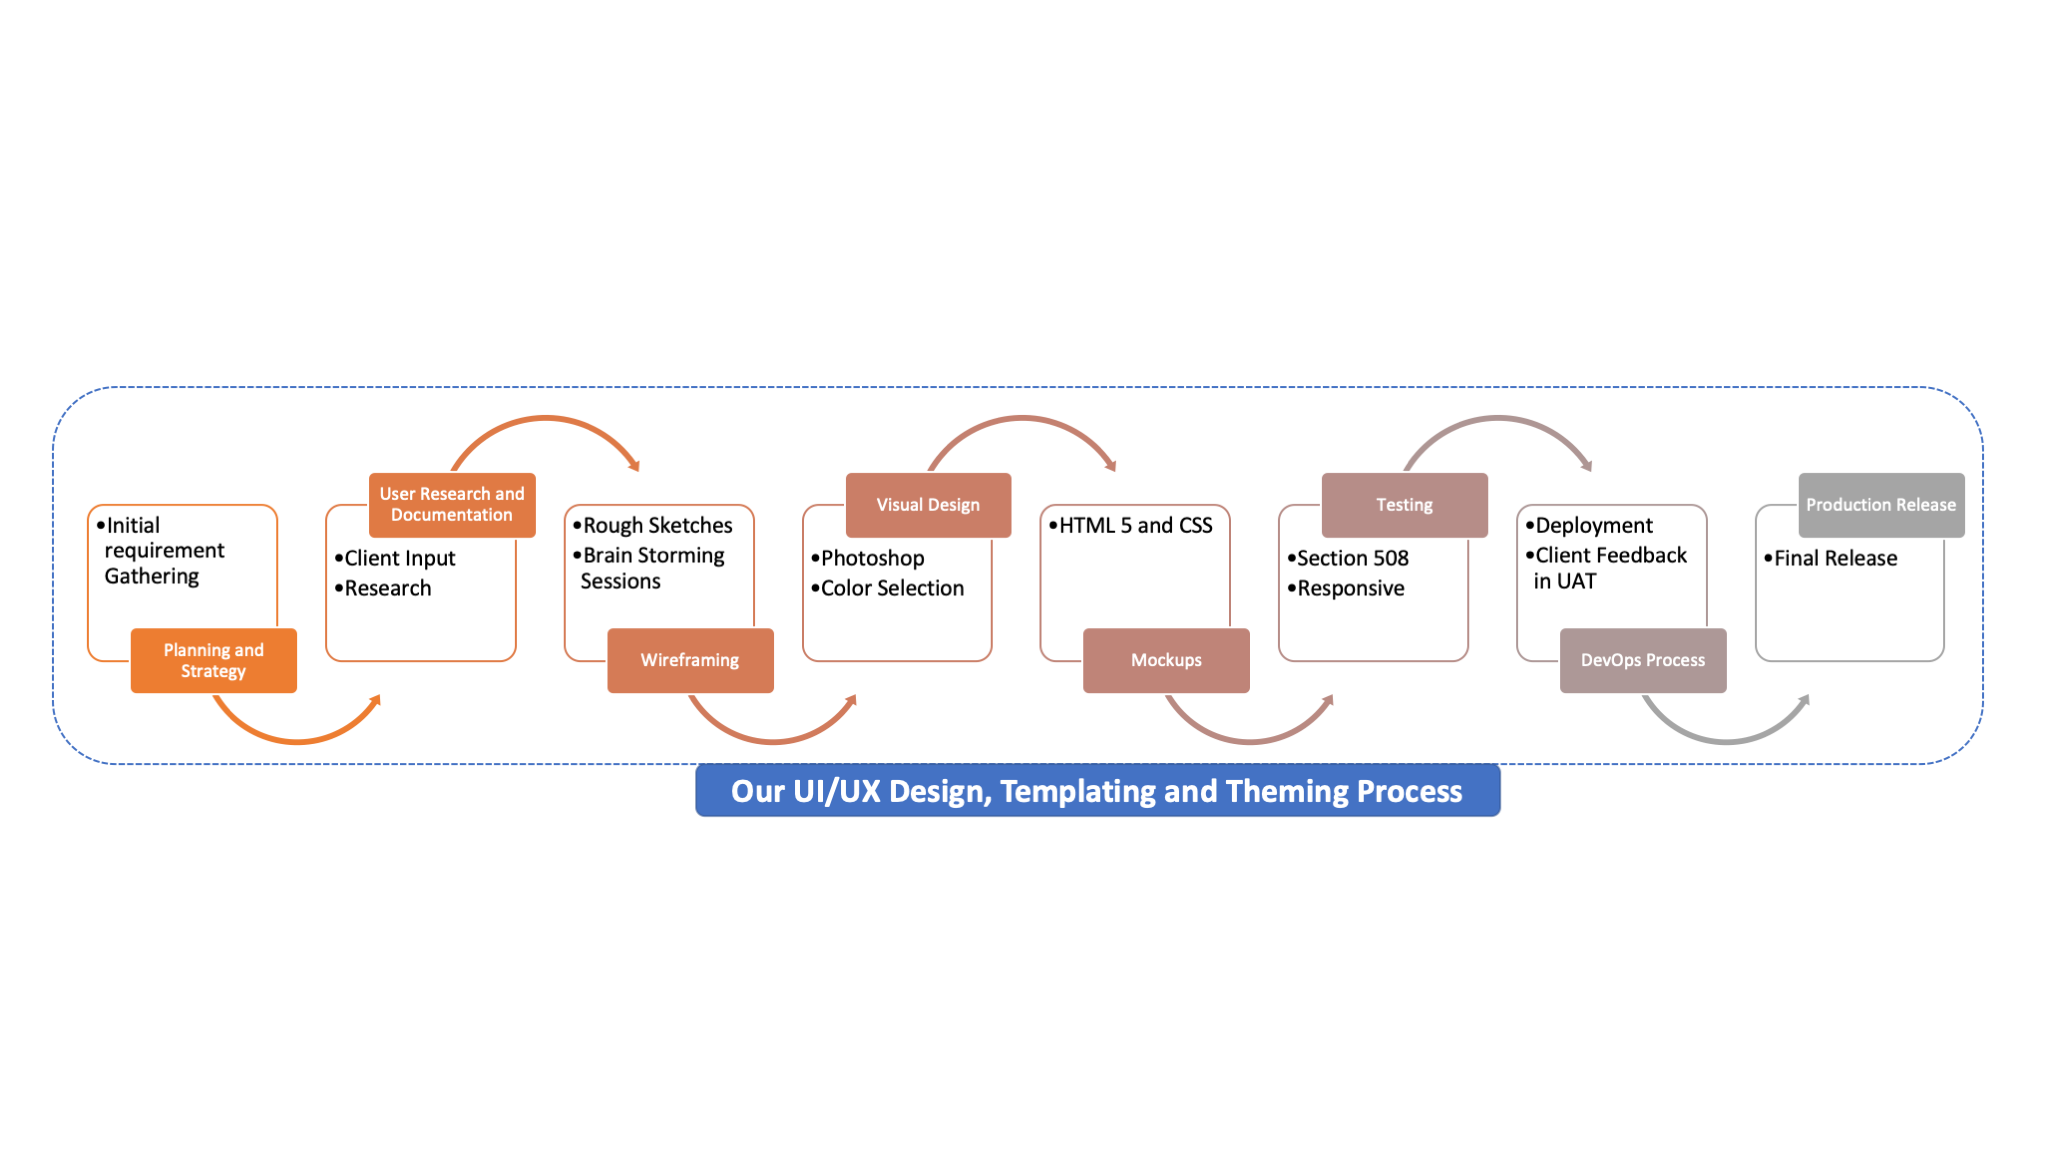 •Initial
requirement
Gathering
Planning and
Strategy
User Research and
Documentation
•Client Input
•Research
•Rough Sketches
•Brain Storming
Sessions
Wireframing
Visual Design
•Photoshop
•Color Selection
•HTML 5 and CSS
Mockups
Testing
•Section 508
•Responsive
•Deployment
•Client Feedback
in UAT
DevOps Process
Production Release
•Final Release
Our UI/UX Design, Templating and Theming Process